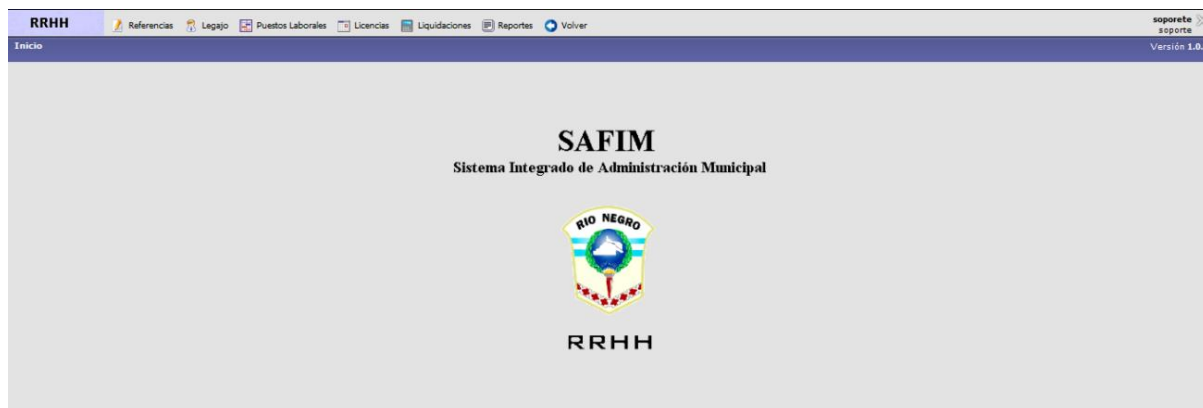 RRHH Referencias Legajo Puestos Laborales Licencias Liquidaciones Reportes Volver soporete
soporte
Inicio Versión 1.0.
SAFIM
Sistema Integrado de Administración Municipal
RIO NEGRO
RRHH